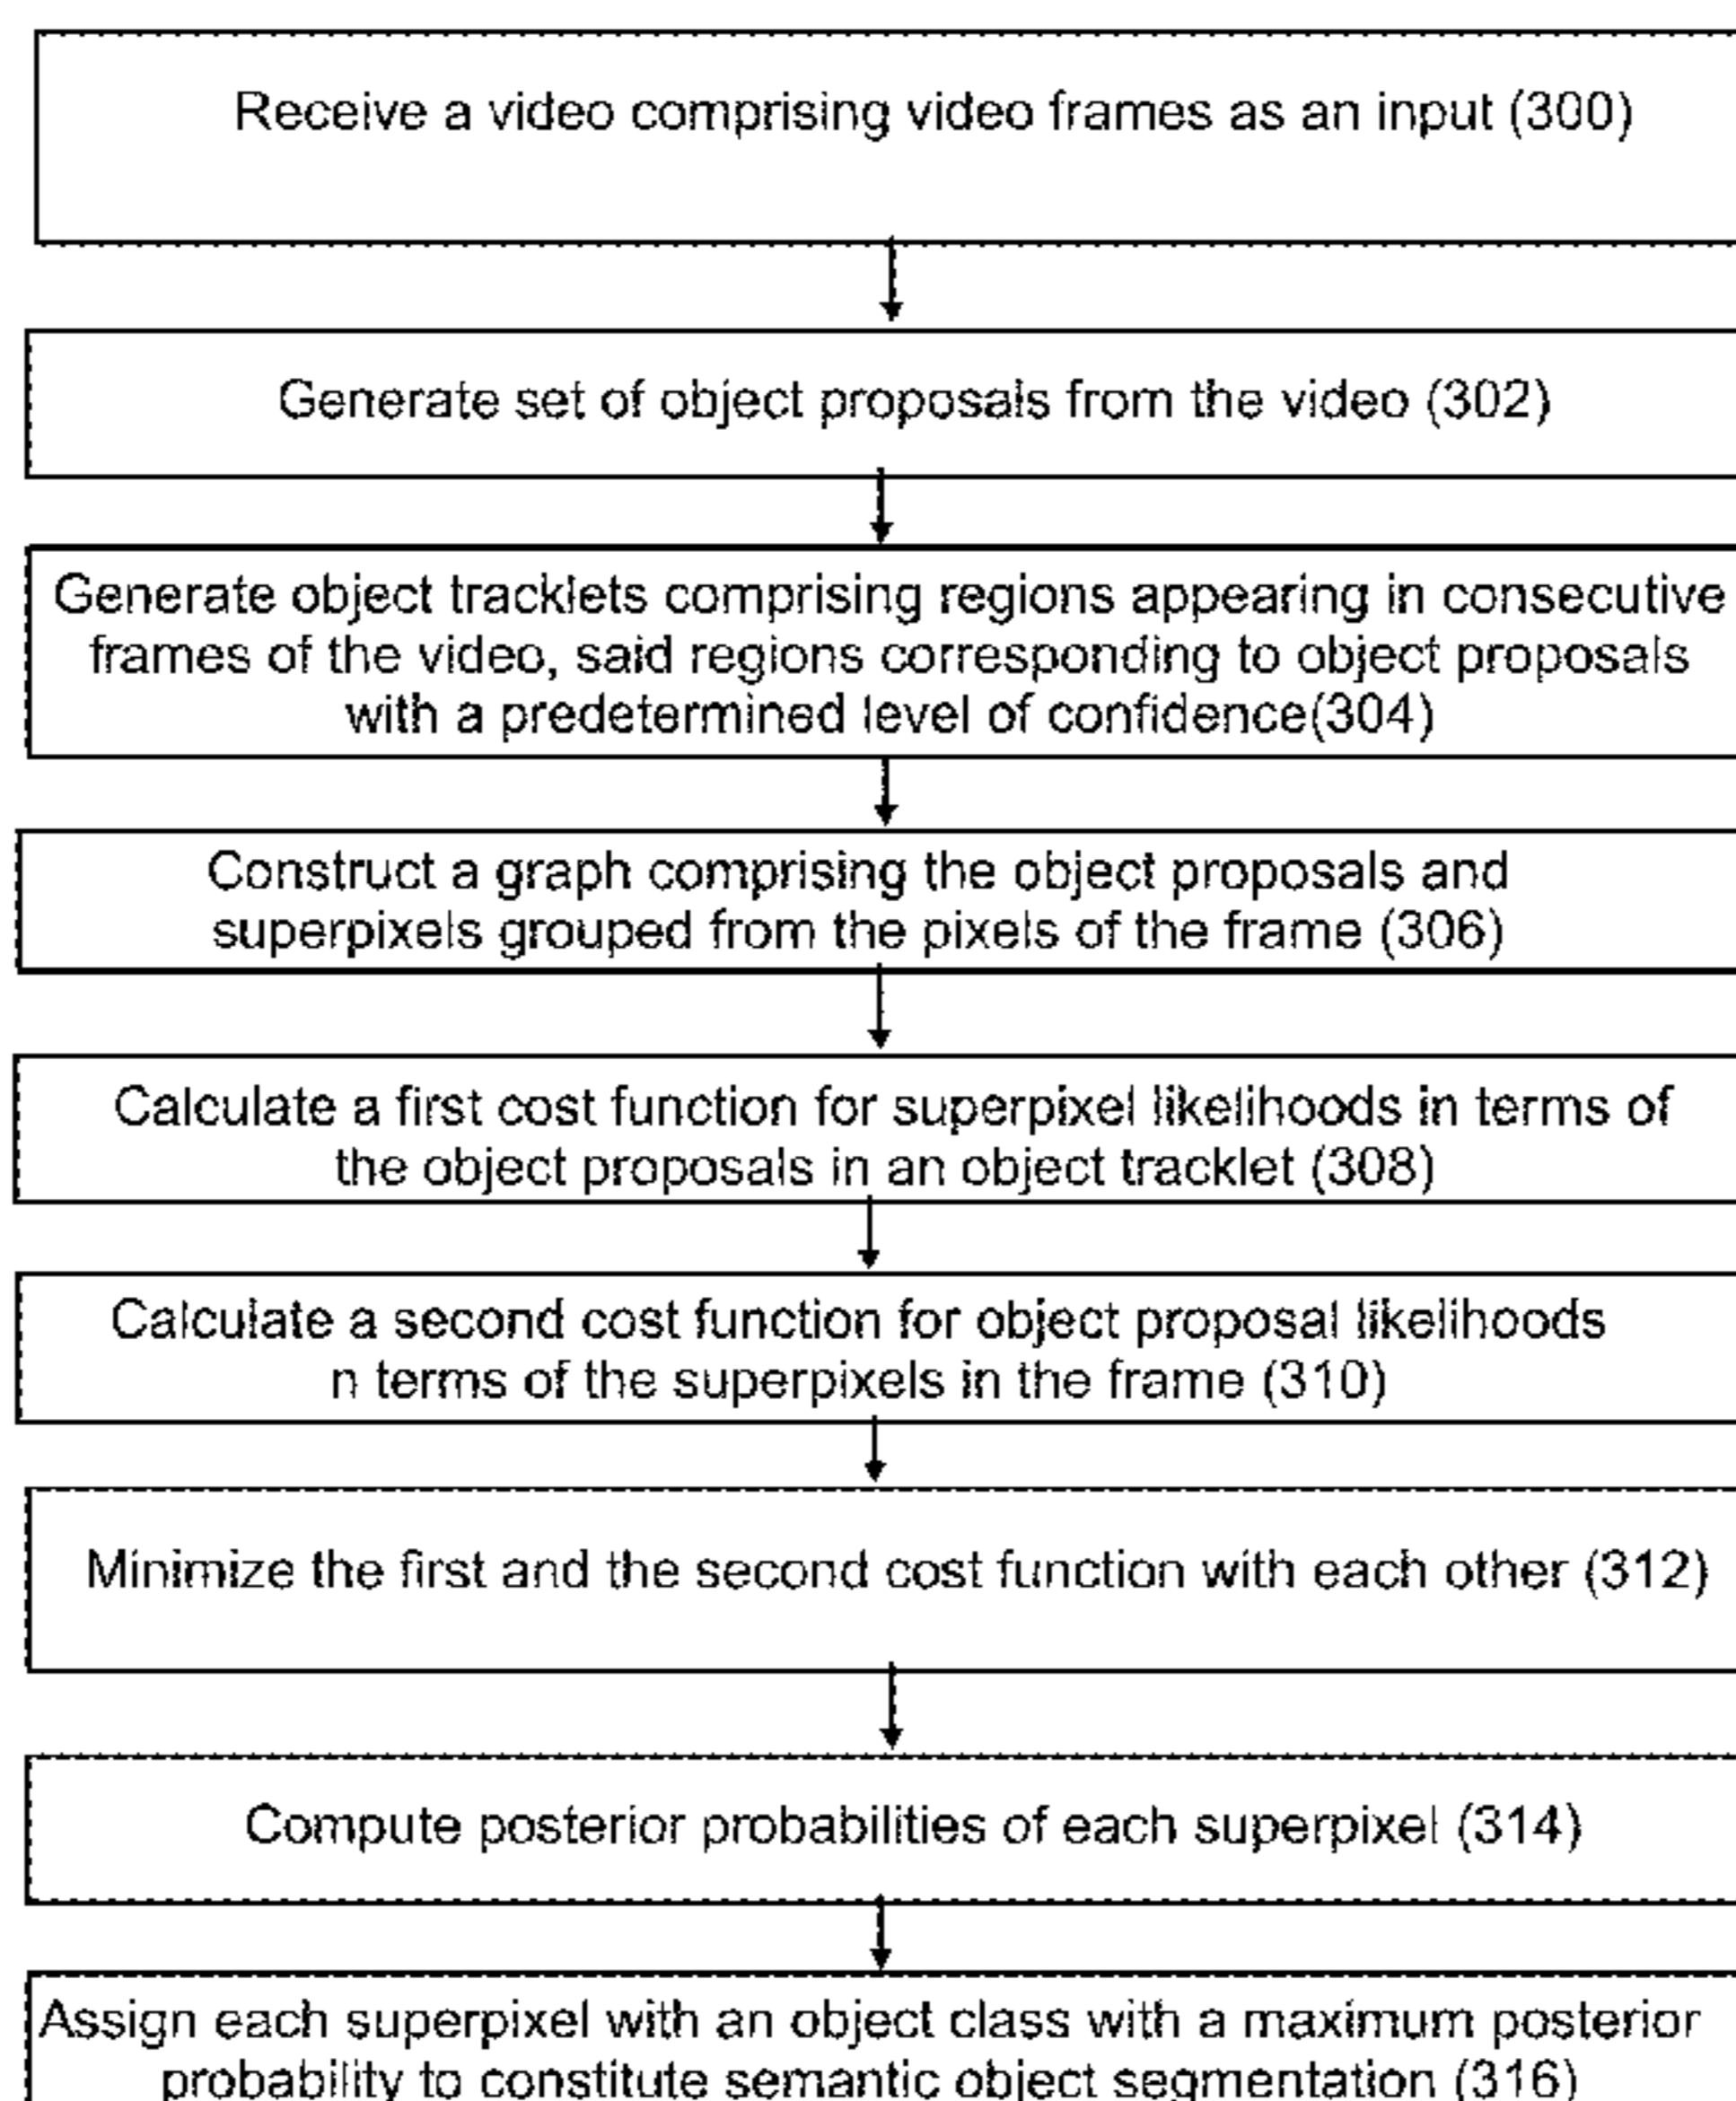 Receive a video comprising video frames as an input (300)
Generate set of object proposals from the video (302)
Generate object tracklets comprising regions appearing in consecutive
frames of the video, said regions corresponding to object proposals
with a predetermined level of confidence(304)
Construct a graph comprising the object proposals and
superpixels grouped from the pixels of the frame (306)
Calculate a first cost function for superpixel likelihoods in terms of
the object proposals in an object tracklet (308)
Calculate a second cost function for object proposal likelihoods
n terms of the superpixels in the frame (310)
Minimize the first and the second cost function with each other (312)
Compute posterior probabilities of each superpixel (314)
Assign each superpixel with an object class with a maximum posterior
probability to constitute semantic object segmentation (316)